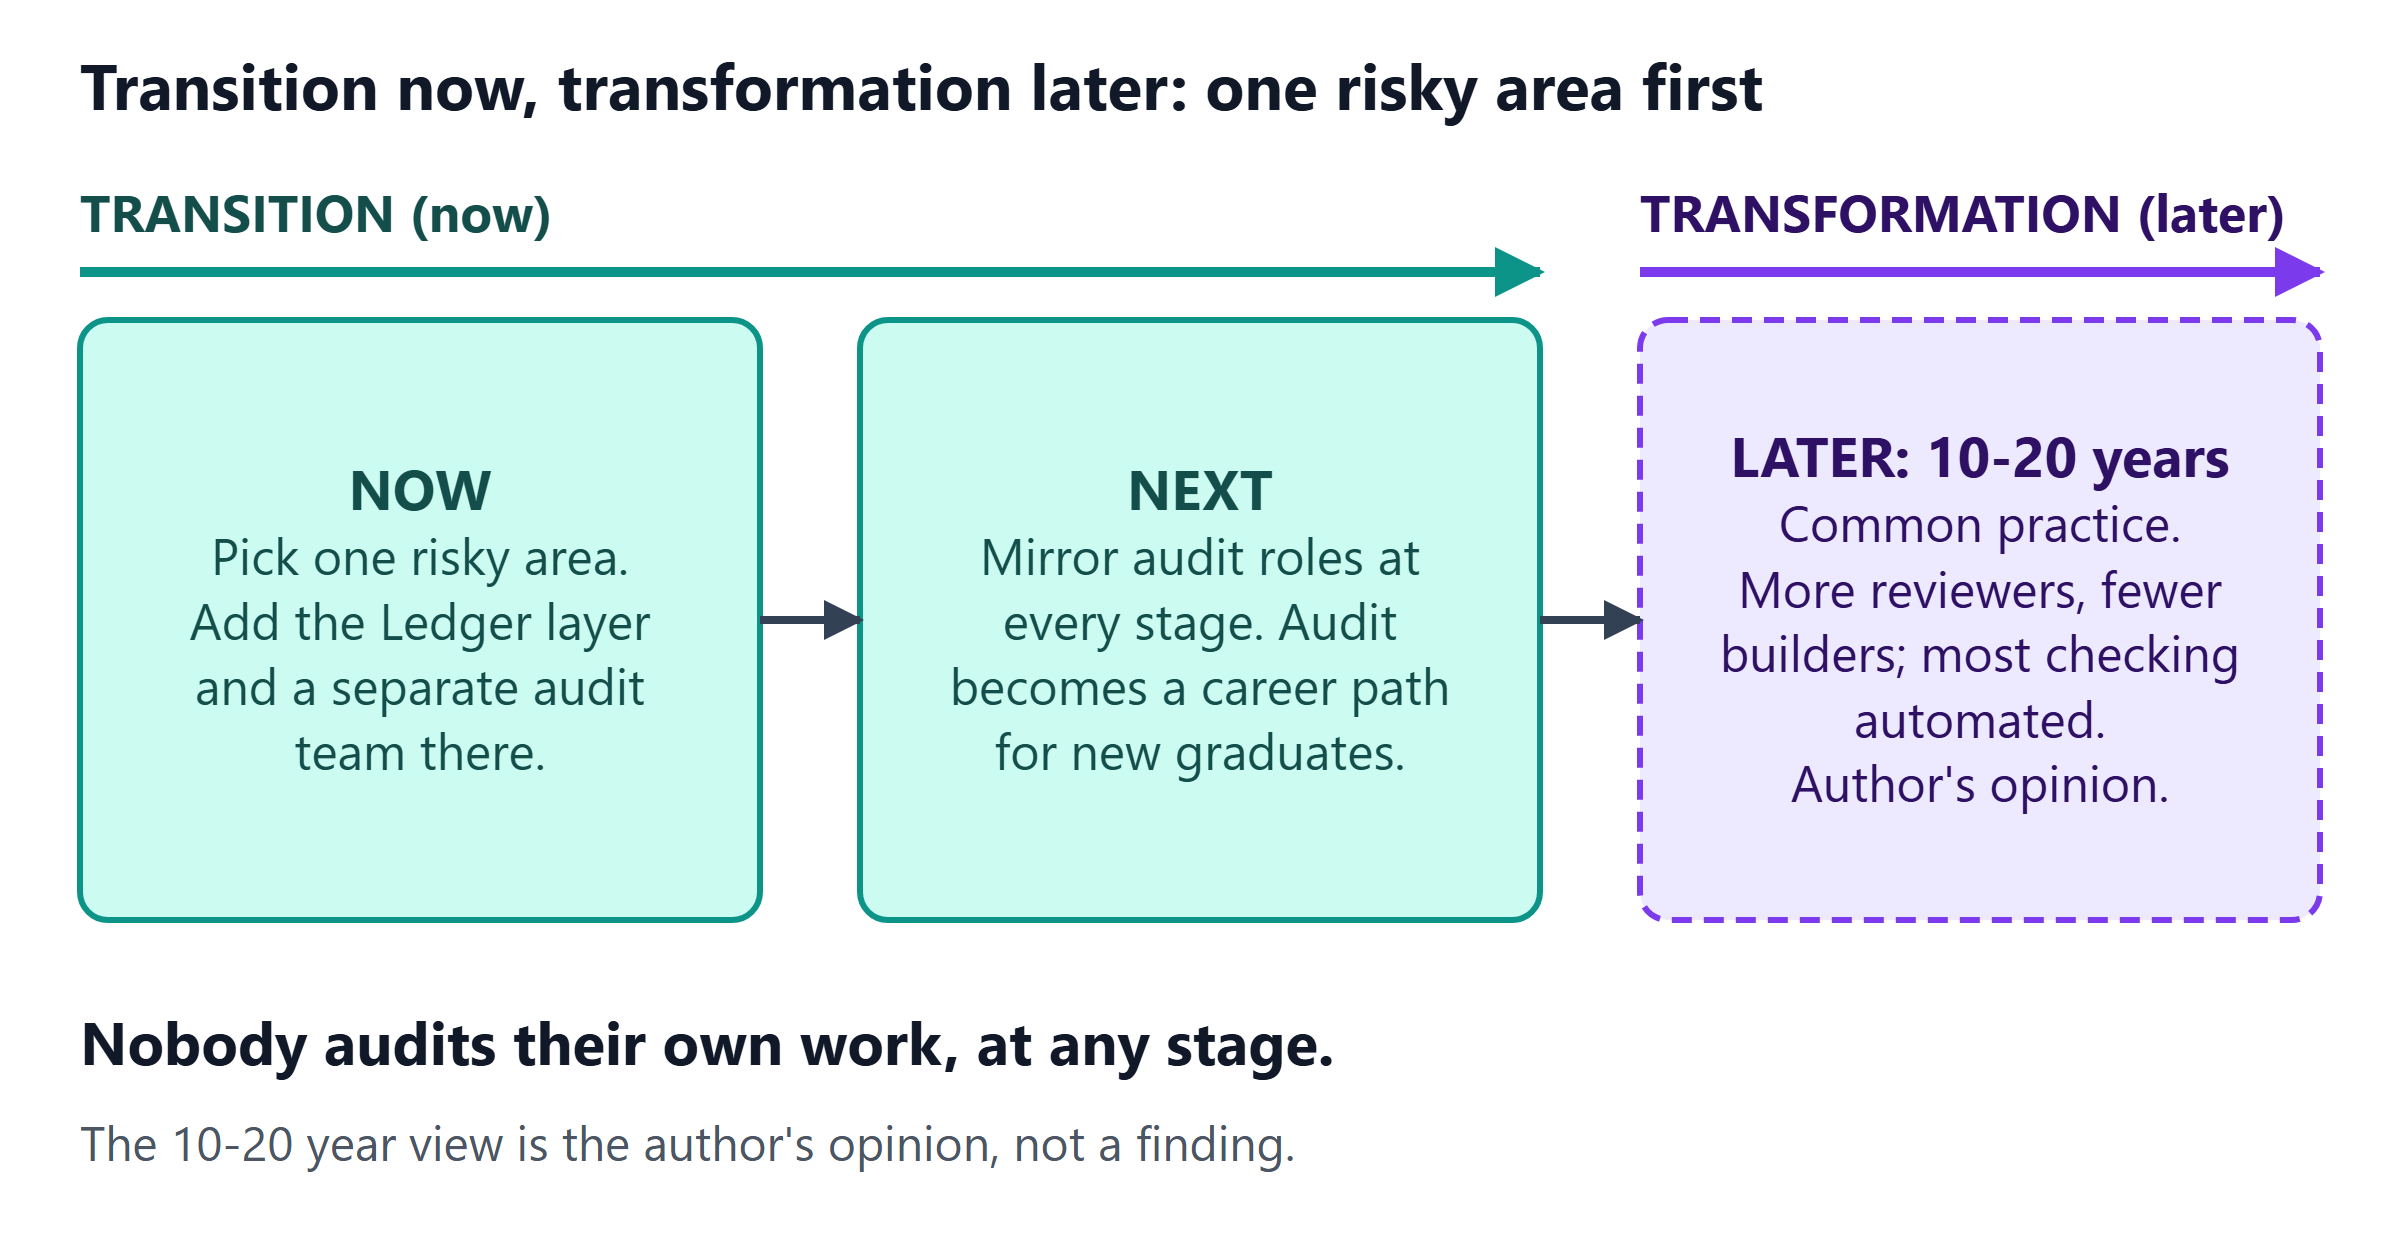 Transition now, transformation later: one risky area first
TRANSITION (now)
TRANSFORMATION (later)
NOW
Pick one risky area.
Add the Ledger layer
and a separate audit
team there.
NEXT
Mirror audit roles at
every stage. Audit
becomes a career path
for new graduates.
LATER: 10-20 years
Common practice.
More reviewers, fewer
builders; most checking
automated.
Author's opinion.
Nobody audits their own work, at any stage.
The 10-20 year view is the author's opinion, not a finding.